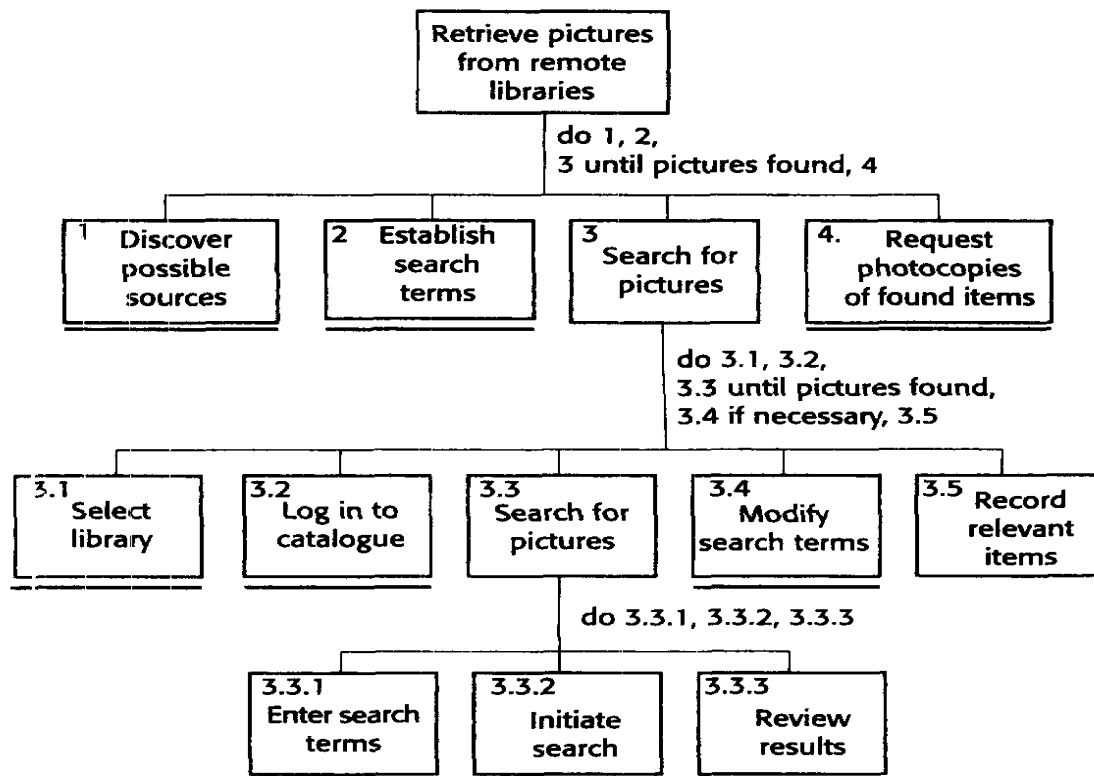 Retrieve pictures
from remote
libraries
do 1, 2,
3 until pictures found, 4
1 Discover
possible
sources
2 Establish
search
terms
3
Search for
pictures
4. Request
photocopies
of found items
do 3.1, 3.2,
3.3 until pictures found,
3.4 if necessary, 3.5
3.1
Select
library
3.2
Log in to
catalogue
3.3
Search for
pictures
3.4
Modify
search terms
3.5
Record
relevant
items
do 3.3.1, 3.3.2, 3.3.3
3.3.1
Enter search
terms
3.3.2
Initiate
search
3.3.3
Review
results